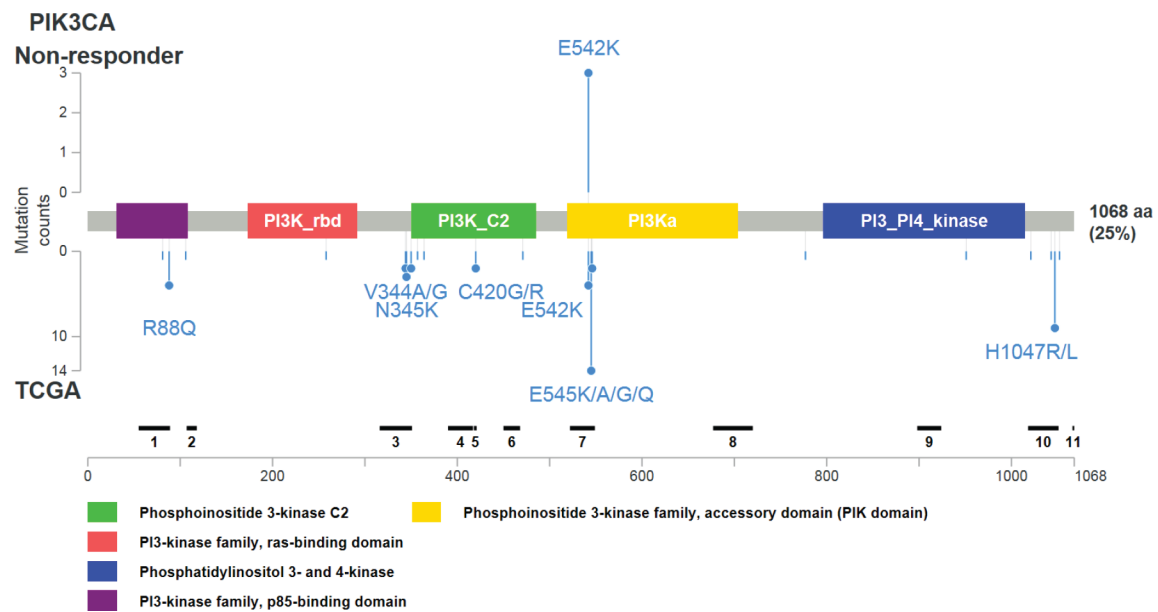 PIK3CA
Non-responder
E542K
3
2
1
0
Mutation
counts
PI3K_rbd
PI3K_C2
PI3Ka
PI3_PI4_kinase
1068 aa
(25%)
0
10
14
R88Q
V344A/G
N345K
C420G/R
E542K
E545K/A/G/Q
H1047R/L
TCGA
1 2 3 4 5 6 7 8 9 10 11
0 200 400 600 800 1000 1068
Phosphoinositide 3-kinase C2
Phosphoinositide 3-kinase family, accessory domain (PIK domain)
PI3-kinase family, ras-binding domain
Phosphatidylinositol 3- and 4-kinase
PI3-kinase family, p85-binding domain